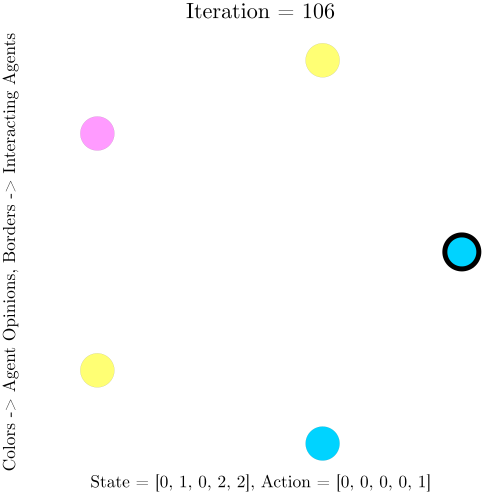 Iteration = 106
Colors -> Agent Opinions, Borders -> Interacting Agents
State = [0, 1, 0, 2, 2], Action = [0, 0, 0, 0, 1]